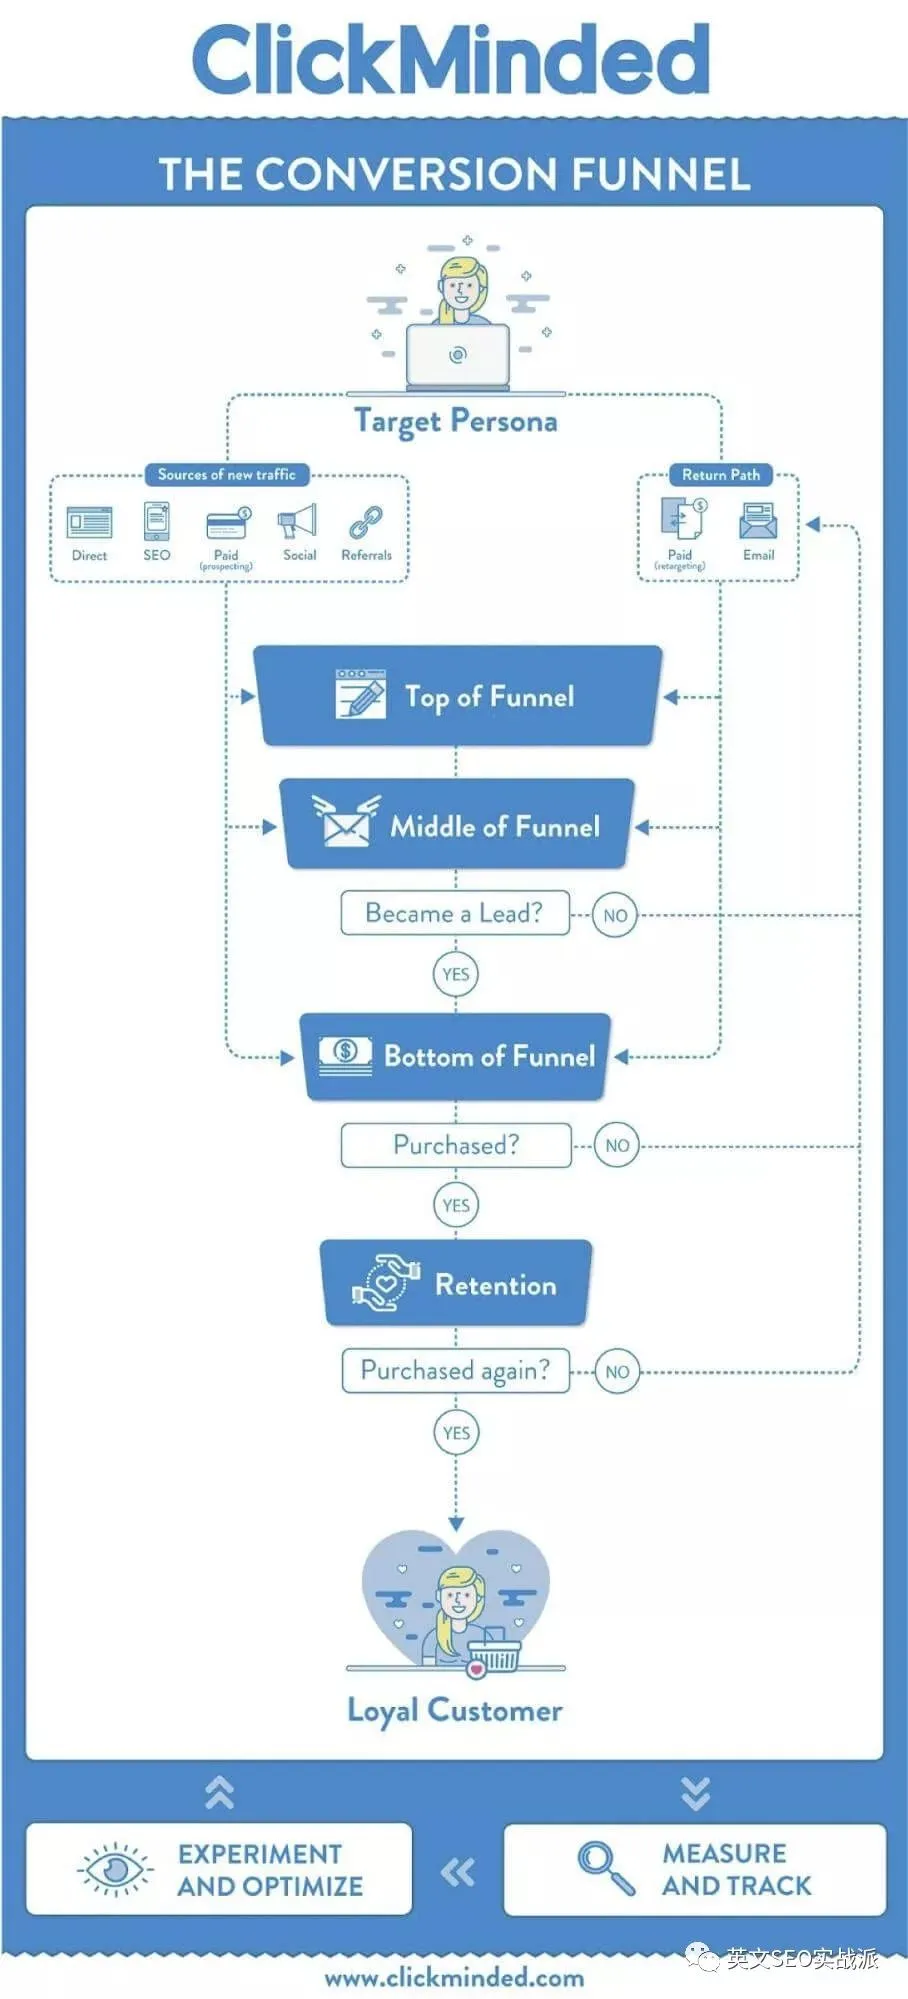 ClickMinded
THE CONVERSION FUNNEL
Target Persona
Sources of new traffic
Return Path
Direct
SEO
Paid
(prospecting)
Social
Referrals
Paid
(retargeting)
Email
Top of Funnel
Middle of Funnel
Became a Lead?
NO
YES
Bottom of Funnel
Purchased?
NO
YES
Retention
Purchased again?
NO
YES
Loyal Customer
EXPERIMENT
AND OPTIMIZE
MEASURE
AND TRACK
英文SEO实战派
www.clickminded.com